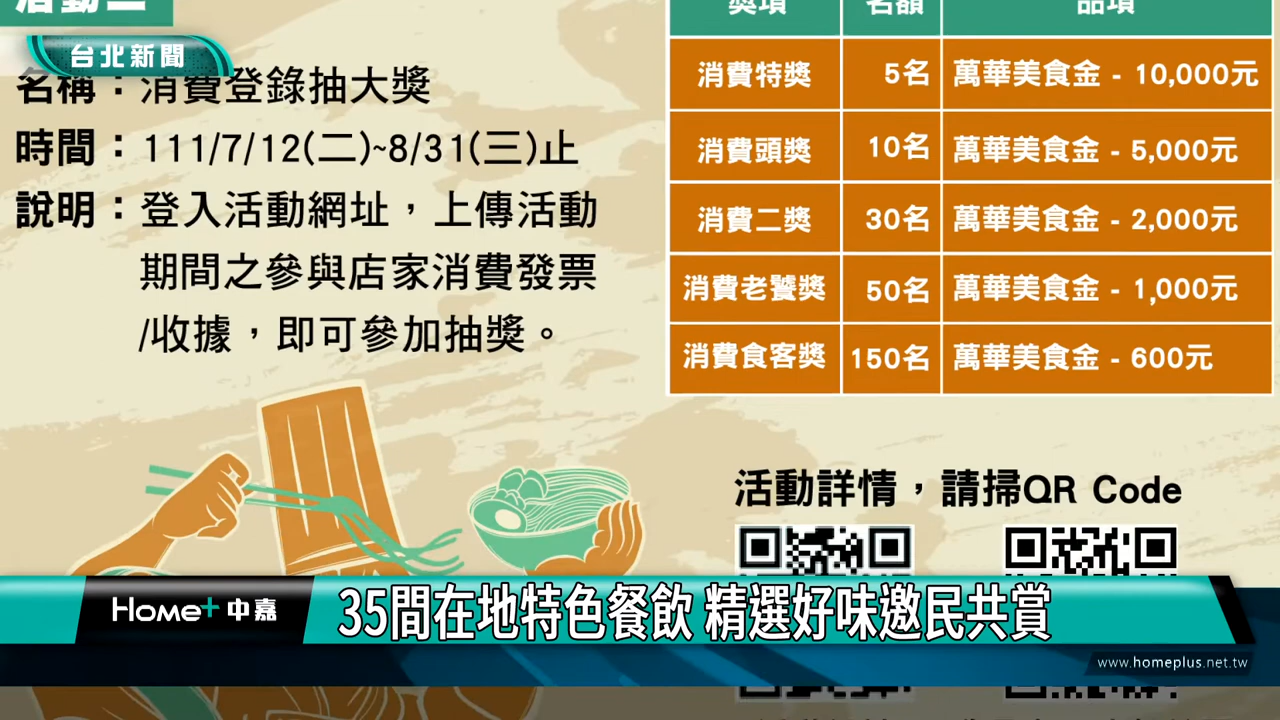 台北新聞
名稱：消費登錄抽大獎
時間：111/7/12(二)~8/31(三)止
說明：登入活動網址，上傳活動
期間之參與店家消費發票
/收據，即可參加抽獎。
獎項 名額 品項
消費特獎 5名 萬華美食金 - 10,000元
消費頭獎 10名 萬華美食金 - 5,000元
消費二獎 30名 萬華美食金 - 2,000元
消費老饕獎 50名 萬華美食金 - 1,000元
消費食客獎 150名 萬華美食金 - 600元
活動詳情，請掃QR Code
Home+中嘉
35間在地特色餐飲 精選好味邀民共賞
www.homeplus.net.tw